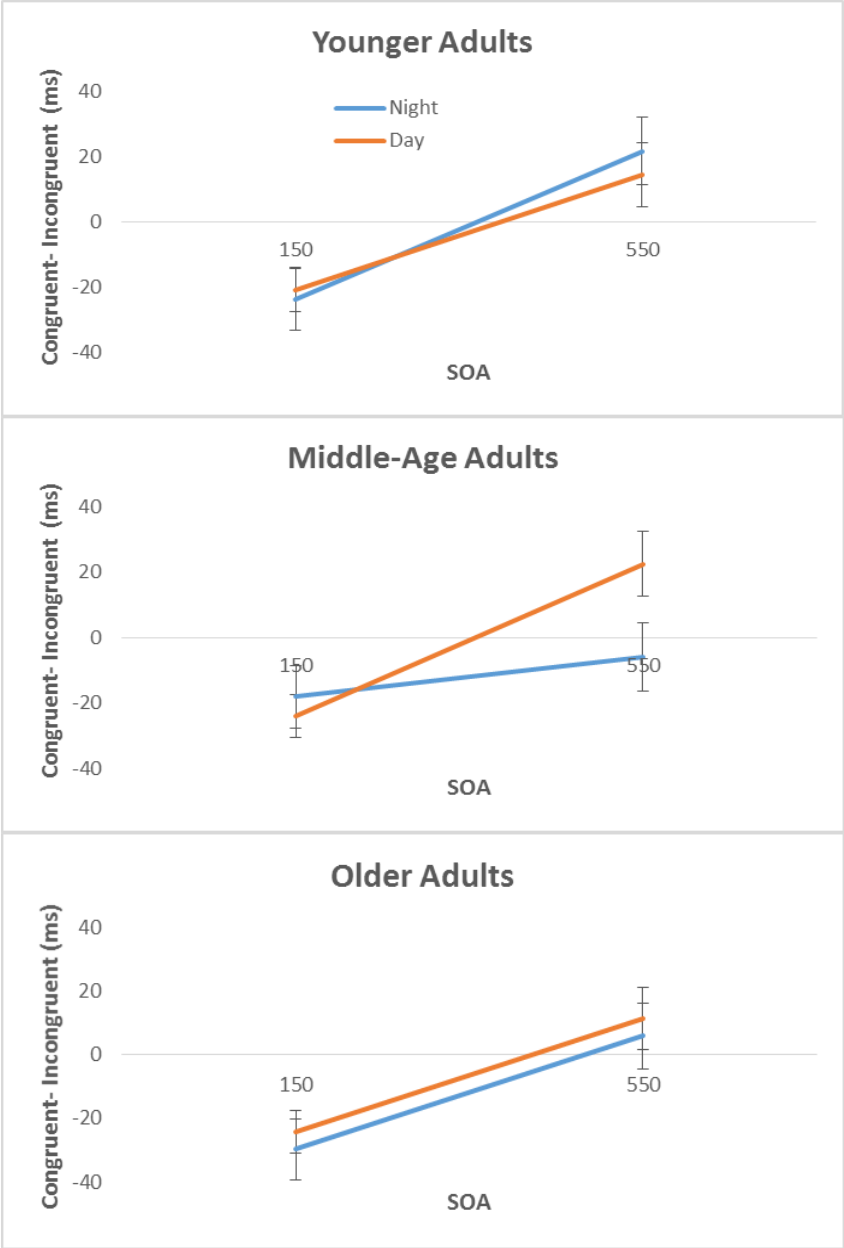 Younger Adults
Congruent- Incongruent (ms)
40
20
0
-20
-40
Night
Day
150
550
SOA
Middle-Age Adults
Congruent- Incongruent (ms)
40
20
0
-20
-40
150
550
SOA
Older Adults
Congruent- Incongruent (ms)
40
20
0
-20
-40
150
550
SOA